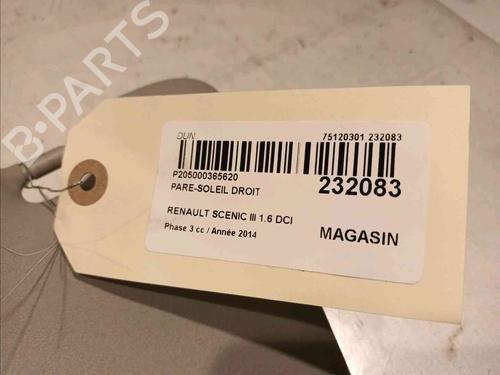 B-PARTS
DUN
75120301 232083
P205000365620
PARE-SOLEIL DROIT
232083
RENAULT SCENIC III 1.6 DCI
Phase 3 cc / Année 2014
MAGASIN